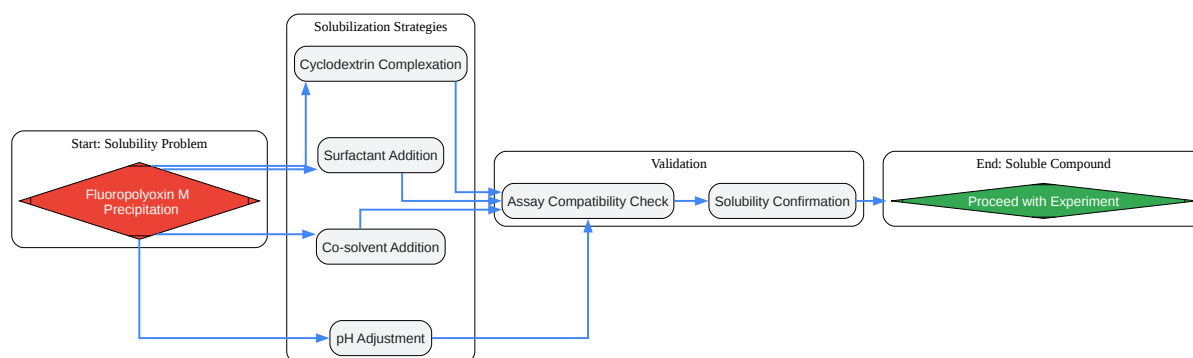 Solubilization Strategies
Cyclodextrin Complexation
Start: Solubility Problem
Fluoropolyoxin M
Precipitation
Surfactant Addition
Co-solvent Addition
pH Adjustment
Validation
Assay Compatibility Check
Solubility Confirmation
End: Soluble Compound
Proceed with Experiment